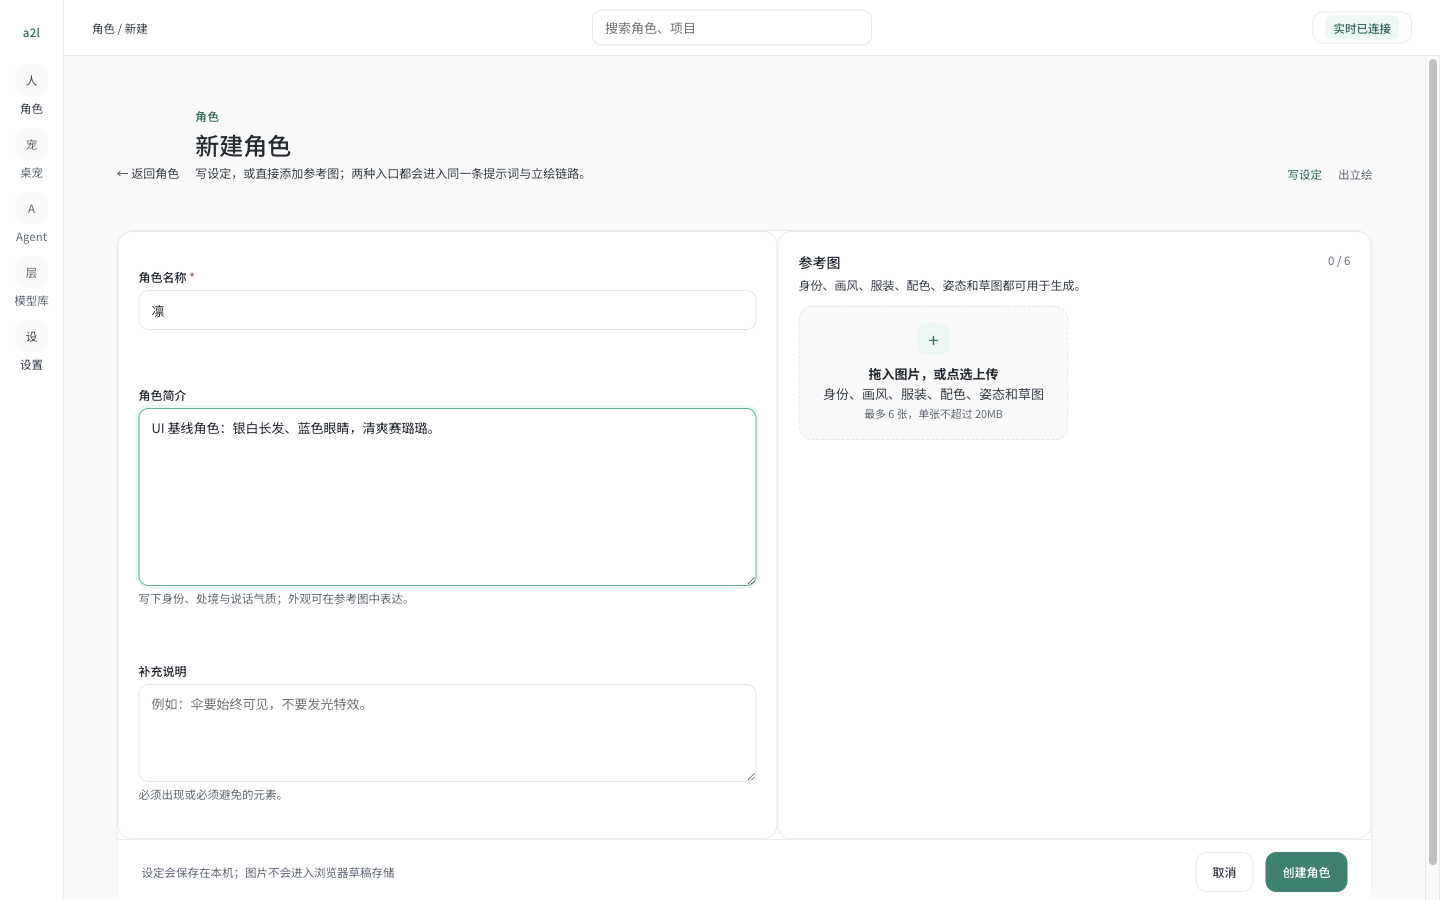 a2l
人
角色
宠
桌宠
A
Agent
层
模型库
设
设置
角色 / 新建
搜索角色、项目
实时已连接
角色
新建角色
← 返回角色
写设定，或直接添加参考图；两种入口都会进入同一条提示词与立绘链路。
写设定
出立绘
角色名称 *
凛
角色简介
UI 基线角色：银白长发、蓝色眼睛，清爽赛璐璐。
写下身份、处境与说话气质；外观可在参考图中表达。
补充说明
例如：伞要始终可见，不要发光特效。
必须出现或必须避免的元素。
参考图
0 / 6
身份、画风、服装、配色、姿态和草图都可用于生成。
+
拖入图片，或点选上传
身份、画风、服装、配色、姿态和草图
最多 6 张，单张不超过 20MB
设定会保存在本机；图片不会进入浏览器草稿存储
取消
创建角色